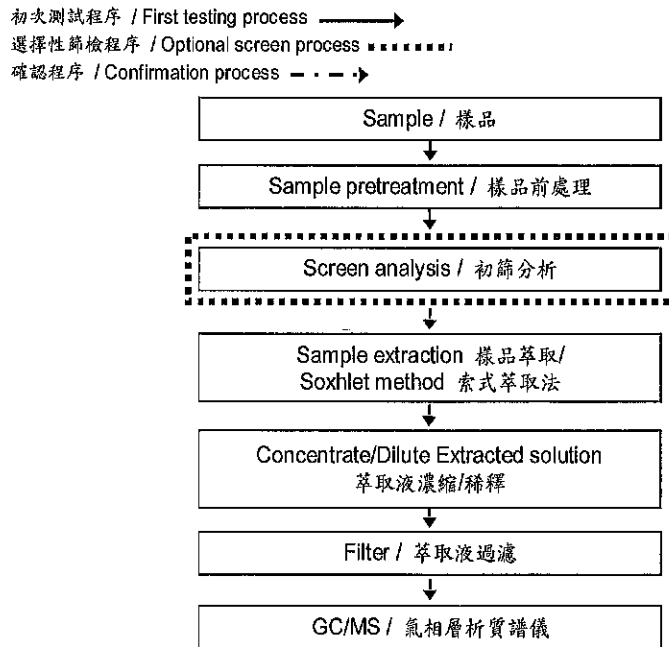 初次測試程序 / First testing process
選擇性篩檢程序 / Optional screen process
確認程序 / Confirmation process
Sample / 樣品
Sample pretreatment / 樣品前處理
Screen analysis / 初篩分析
Sample extraction 樣品萃取/
Soxhlet method 索式萃取法
Concentrate/Dilute Extracted solution
萃取液濃縮/稀釋
Filter / 萃取液過濾
GC/MS / 氣相層析質譜儀